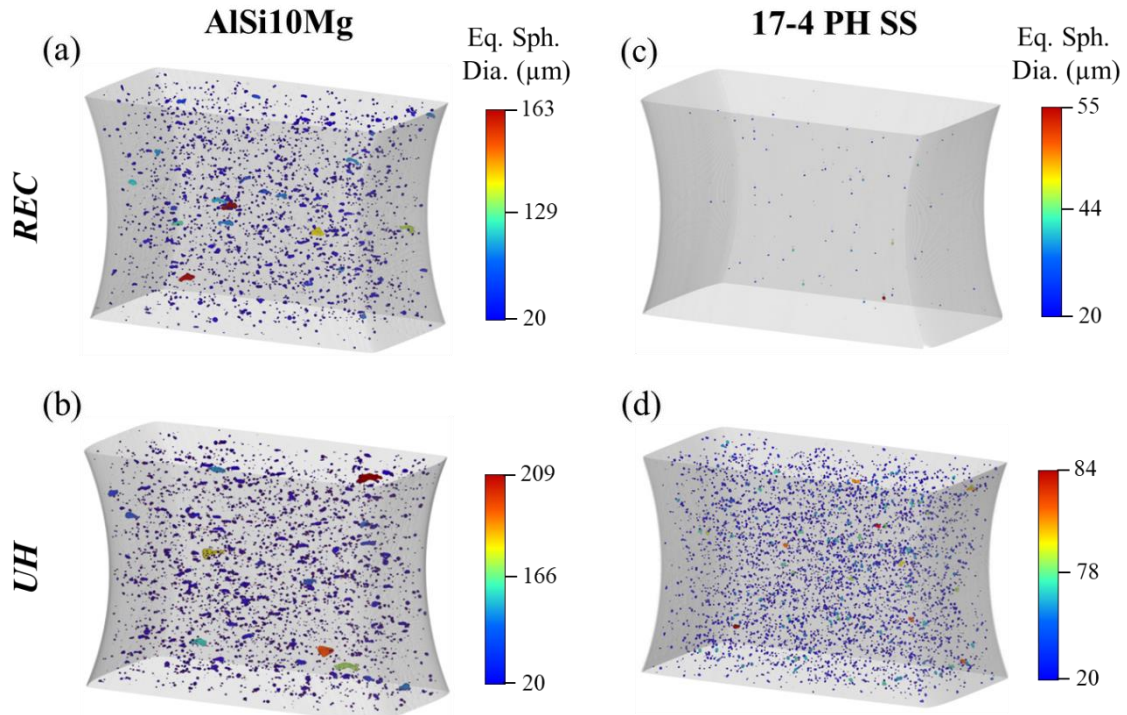 AlSi10Mg
17-4 PH SS
(a)
Eq. Sph.
Dia. (µm)
163
129
20
(c)
Eq. Sph.
Dia. (µm)
55
44
20
REC
(b)
209
166
20
(d)
84
78
20
UH